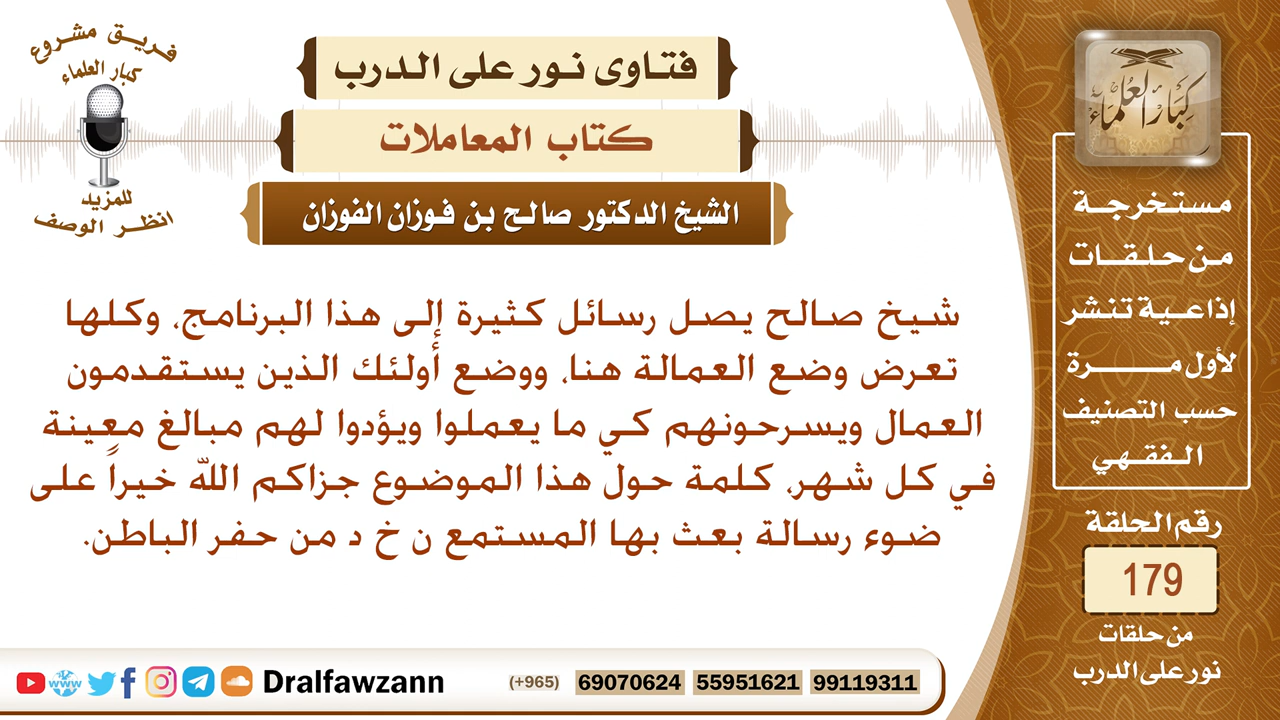 فتاوى نور على الدرب
كتاب المعاملات
الشيخ الدكتور صالح بن فوزان الفوزان
فريق مشروع
كبار العلماء
للمزيد
انظر الوصف
شيخ صالح يصل رسائل كثيرة إلى هذا البرنامج، وكلها
تعرض وضع العمالة هنا، ووضع أولئك الذين يستقدمون
العمال ويسرحونهم كي ما يعملوا ويؤدوا لهم مبالغ معينة
في كل شهر، كلمة حول هذا الموضوع جزاكم الله خيراً على
ضوء رسالة بعث بها المستمع ن خ د من حفر الباطن.
كبار العلماء
مستخرجة
من حلقات
إذاعية تنشر
لأول مرة
حسب التصنيف
الفقهي
رقم الحلقة
179
من حلقات
نور على الدرب
www Dralfawzann (+965) 69070624 55951621 99119311